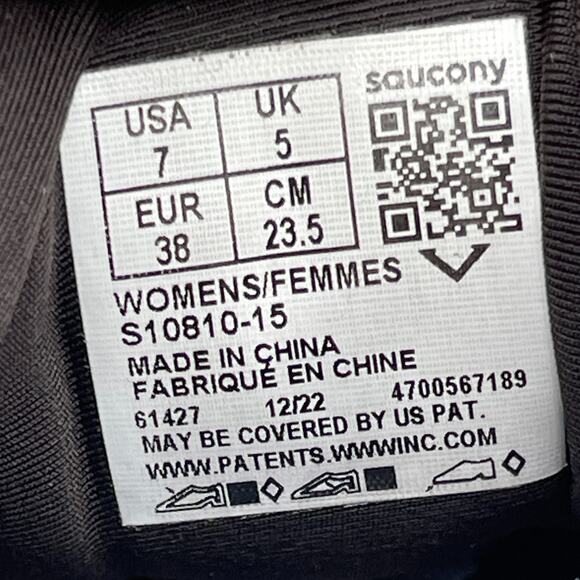 saucony
USA UK
7 5
EUR CM
38 23.5
WOMENS/FEMMES
S10810-15
MADE IN CHINA
FABRIQUÉ EN CHINE
61427 12/22 4700567189
MAY BE COVERED BY US PAT.
WWW.PATENTS.WWWINC.COM